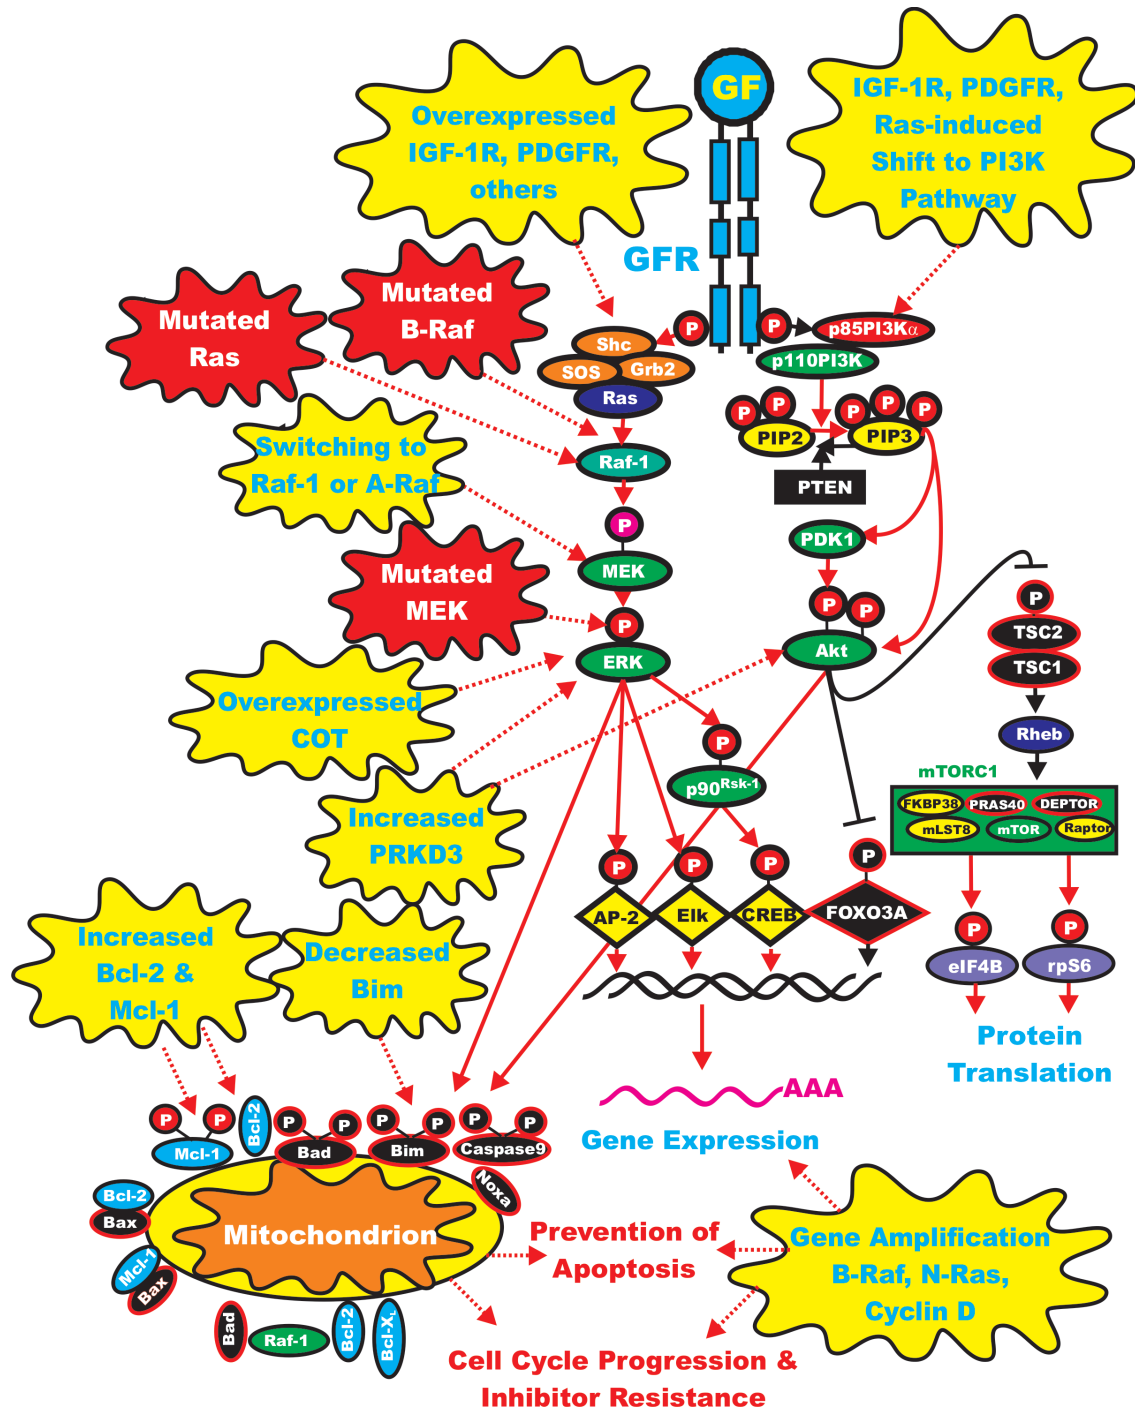 GF
Overexpressed
IGF-1R, PDGFR,
others
IGF-1R, PDGFR,
Ras-induced
Shift to PI3K
Pathway
GFR
Mutated
B-Raf
Mutated
Ras
P
P
Shc
SOS
Grb2
Ras
p85PI3Kα
p110PI3K
P
P
P
P
P
PIP2
PIP3
PTEN
Switching to
Raf-1 or A-Raf
Raf-1
P
MEK
PDK1
Mutated
MEK
P
ERK
P
P
Akt
P
TSC2
TSC1
Rheb
Overexpressed
COT
P
p90Rsk-1
mTORC1
FKBP38
PRAS40
DEPTOR
mLST8
mTOR
Raptor
Increased
PRKD3
P
P
P
P
AP-2
Elk
CREB
FOXO3A
P
P
eIF4B
rpS6
Protein
Translation
Increased
Bcl-2 &
Mcl-1
Decreased
Bim
AAA
Gene Expression
P
P
Mcl-1
Bcl-2
P
P
Bad
P
P
Bim
P
P
Caspase9
Noxa
Bcl-2
Bax
Mcl-1
Bax
Mitochondrion
Bad
Raf-1
Bcl-2
Bcl-XL
Prevention of
Apoptosis
Gene Amplification
B-Raf, N-Ras,
Cyclin D
Cell Cycle Progression &
Inhibitor Resistance